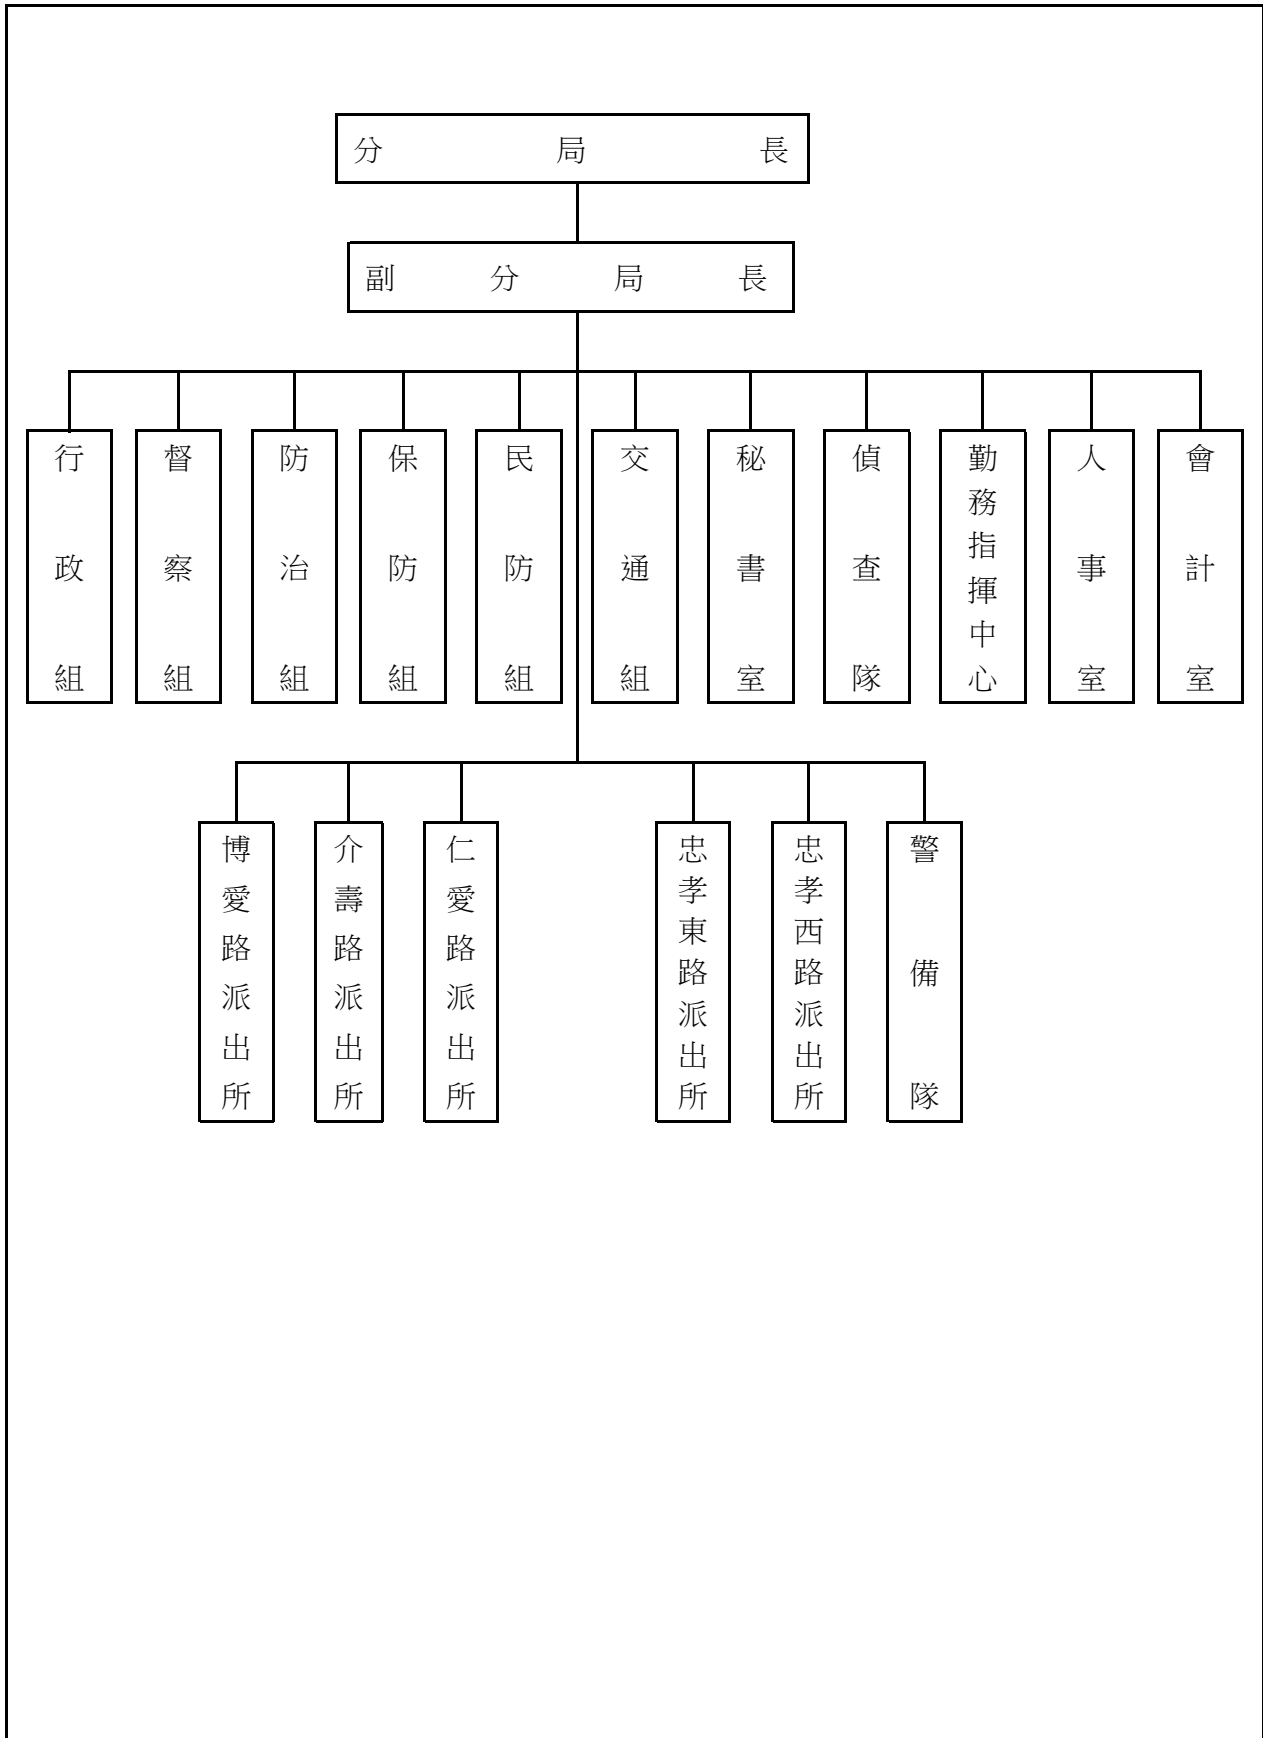 分局長
副分局長
行政組
督察組
防治組
保防組
民防組
交通組
秘書室
偵查隊
勤務指揮中心
人事室
會計室
博愛路派出所
介壽路派出所
仁愛路派出所
忠孝東路派出所
忠孝西路派出所
警備隊